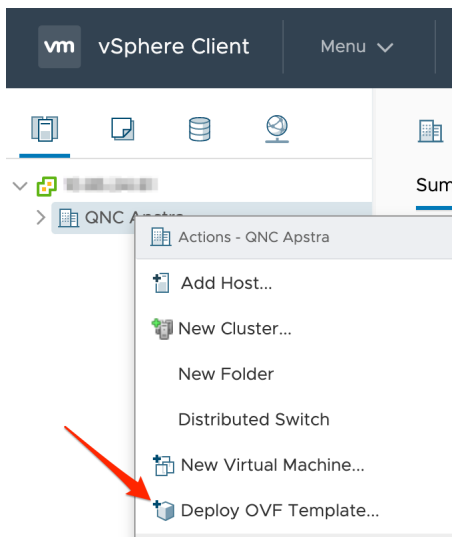 vm vSphere Client Menu
Sum
QNC Apstra
Actions - QNC Apstra
Add Host...
New Cluster...
New Folder
Distributed Switch
New Virtual Machine...
Deploy OVF Template...